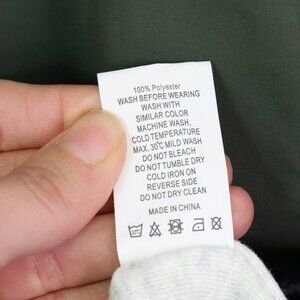 100% Polyester
WASH BEFORE WEARING
WASH WITH
SIMILAR COLOR
MACHINE WASH,
COLD TEMPERATURE
MAX. 30℃ MILD WASH
DO NOT BLEACH
DO NOT TUMBLE DRY
COLD IRON ON
REVERSE SIDE
DO NOT DRY CLEAN
MADE IN CHINA